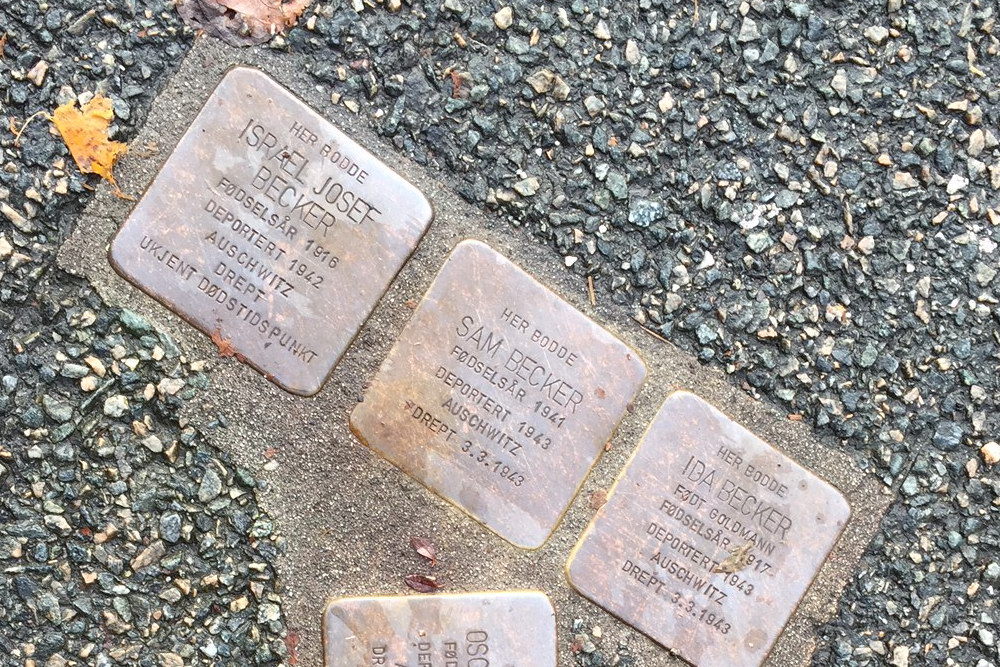 HER BODDE
ISRAEL JOSEF
BECKER
FØDSELSÅR 1916
DEPORTERT 1942
AUSCHWITZ
DREPT
UKJENT DØDSTIDSPUNKT
HER BODDE
SAM BECKER
FØDSELSÅR 1941
DEPORTERT 1943
AUSCHWITZ
DREPT 3.3.1943
HER BODDE
IDA BECKER
FØDT GOLDMANN
FØDSELSÅR 1917
DEPORTERT 1943
AUSCHWITZ
DREPT 3.3.1943